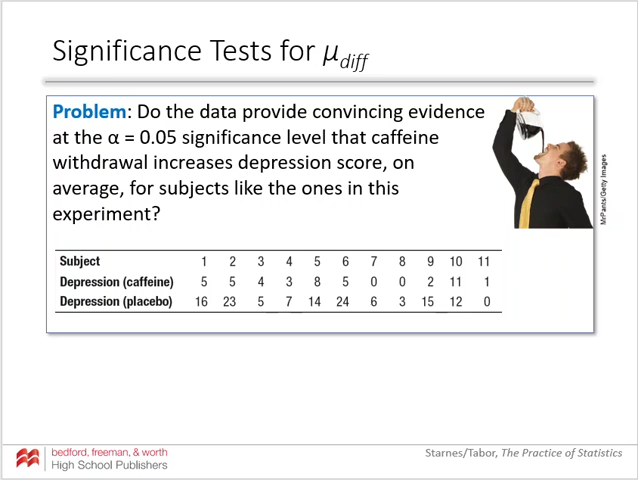 Significance Tests for μdiff
Problem: Do the data provide convincing evidence
at the α = 0.05 significance level that caffeine
withdrawal increases depression score, on
average, for subjects like the ones in this
experiment?
MrPants/Getty Images
Subject 1 2 3 4 5 6 7 8 9 10 11
Depression (caffeine) 5 5 4 3 8 5 0 0 2 11 1
Depression (placebo) 16 23 5 7 14 24 6 3 15 12 0
bedford, freeman, & worth
High School Publishers
Starnes/Tabor, The Practice of Statistics